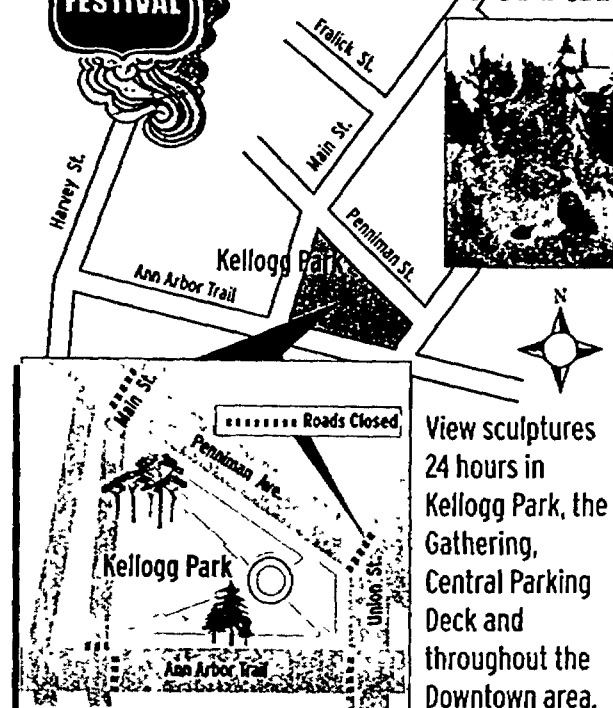 FESTIVAL
Fralick St.
Main St.
Harvey St.
Penniman St.
Kellogg Park
Ann Arbor Trail
N
Main St.
Roads Closed
Penniman Ave.
Kellogg Park
Union St.
Ann Arbor Trail
View sculptures
24 hours in
Kellogg Park, the
Gathering,
Central Parking
Deck and
throughout the
Downtown area.